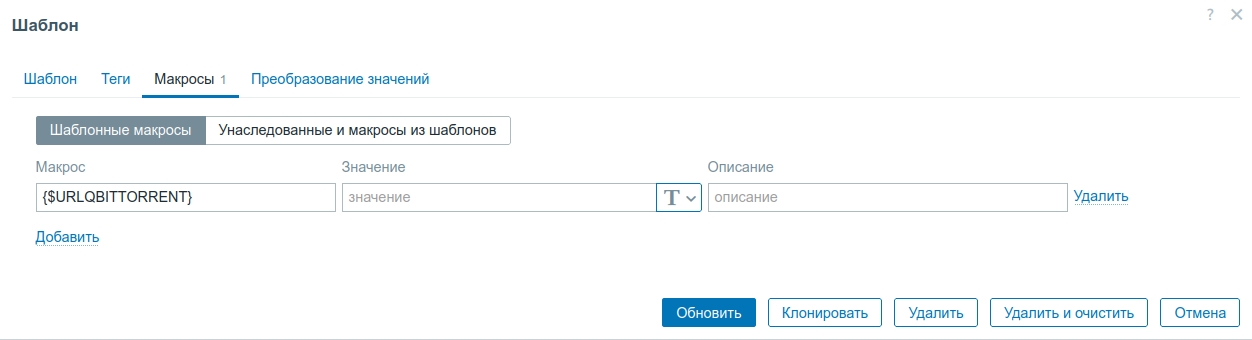 Шаблон
? ×
Шаблон Теги Макросы 1 Преобразование значений
Шаблонные макросы Унаследованные и макросы из шаблонов
Макрос Значение Описание
{$URLQBITTORRENT} значение T описание Удалить
Добавить
Обновить Клонировать Удалить Удалить и очистить Отмена